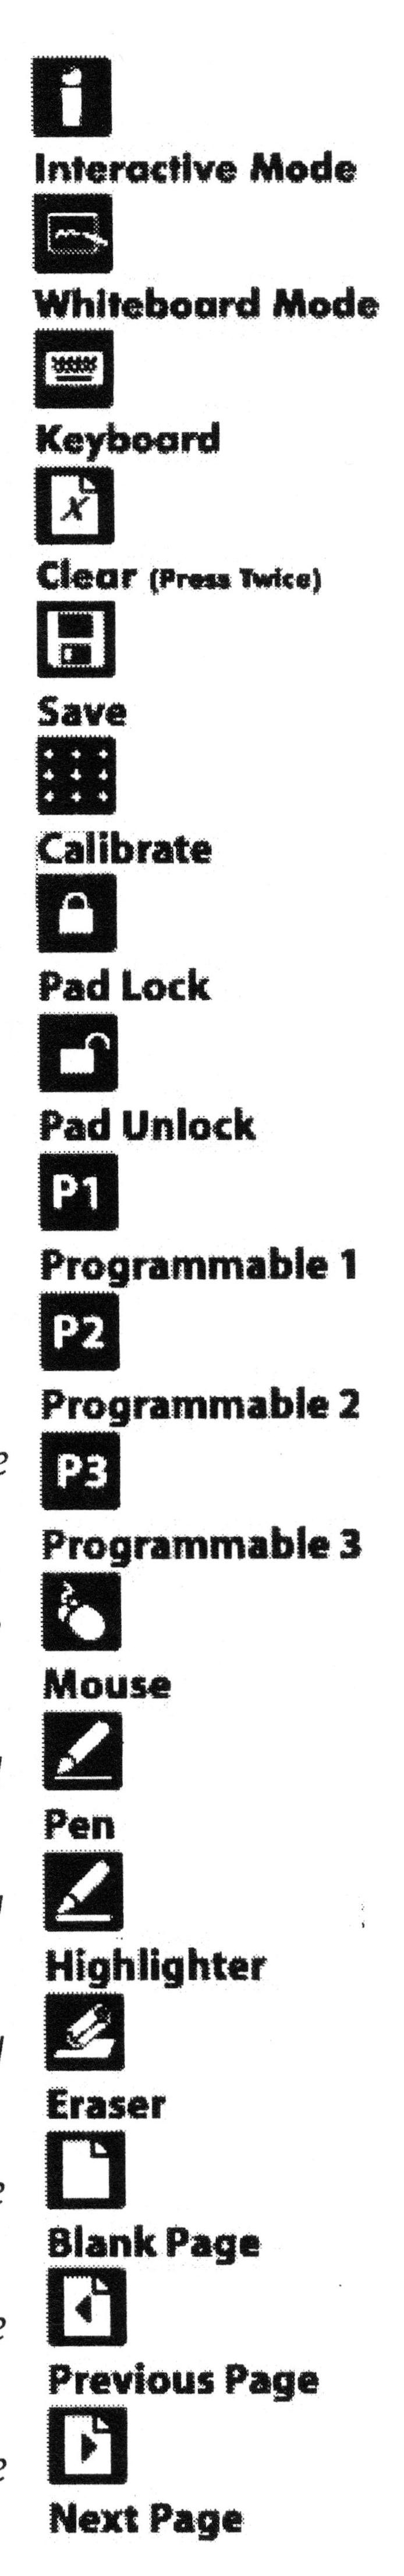 i
Interactive Mode
Whiteboard Mode
Keyboard
x
Clear (Press Twice)
Save
Calibrate
Pad Lock
Pad Unlock
P1
Programmable 1
P2
Programmable 2
e
P3
Programmable 3
Mouse
Pen
Highlighter
Eraser
Blank Page
e
Previous Page
e
Next Page
e